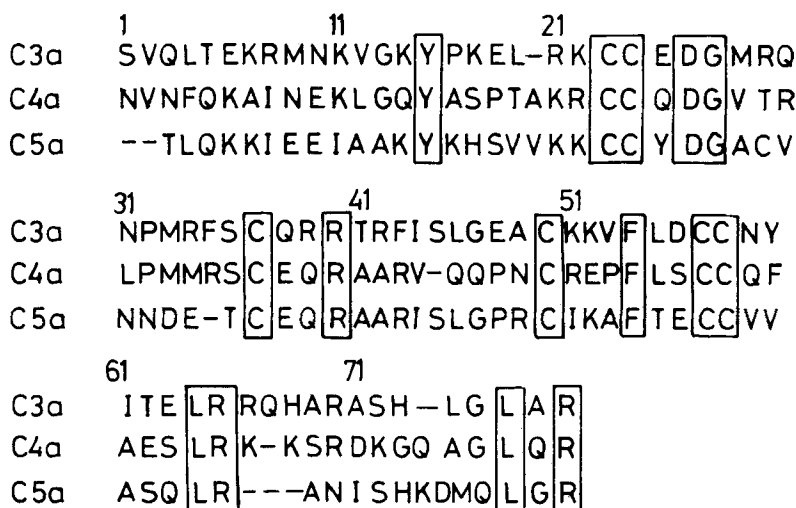 1 11 21
C3a SVQLTEKRMNKVGKYPKEL-RKCCEDGMRQ
C4a NVNFQKAINEKLGQYASPTAKRCCQDGVTR
C5a --TLQKKIEEIAAKYKHSVVKKCCYDGACV
31 41 51
C3a NPMRFSCQRRTRFISLGEACKKVFLDCCNY
C4a LPMMRSCEQRAARV-QQPNCREPFLSCCQF
C5a NNDE-TCEQRAARISLGPRCIKAFTECCVV
61 71
C3a ITELRRQHARASH-LGLAR
C4a AESLRK-KSRDKGQAGLQR
C5a ASQLR---ANISHKDMQLGR